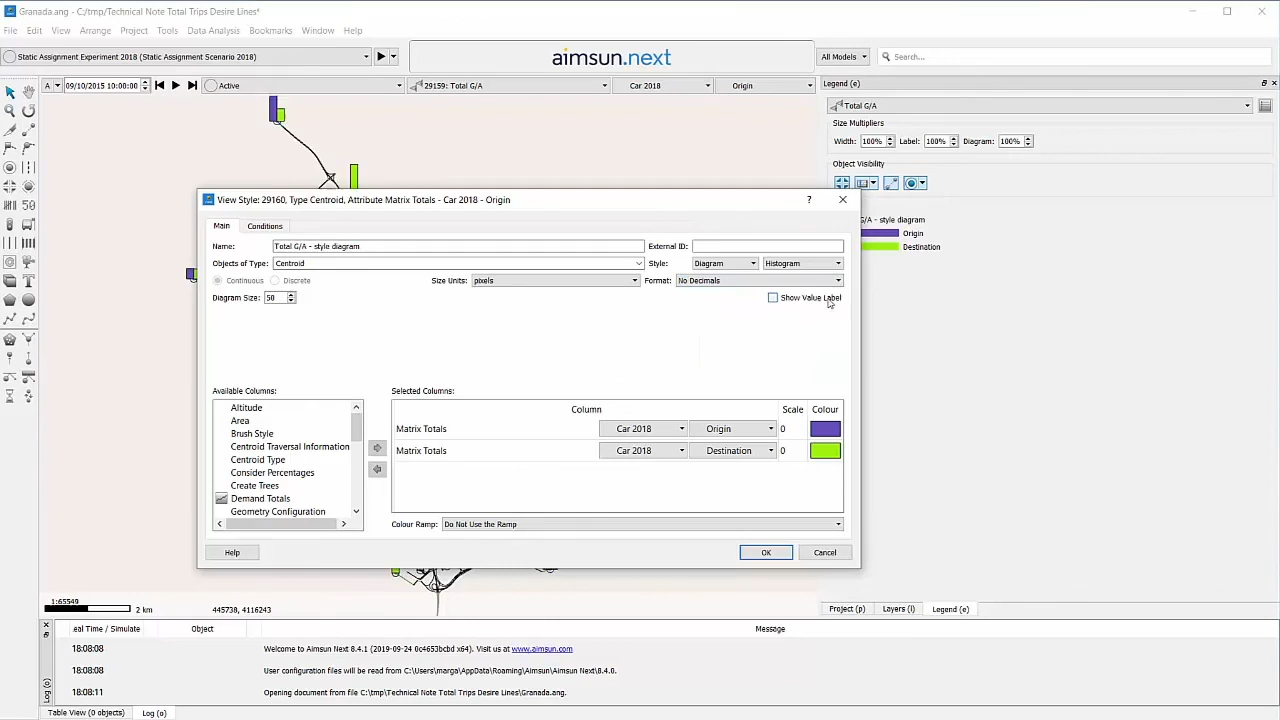 Granada.ang - C:/tmp/Technical Note Total Trips Desire Lines*
File Edit View Arrange Project Tools Data Analysis Bookmarks Window Help
Static Assignment Experiment 2018 (Static Assignment Scenario 2018)
aimsun.next
All Models
Search...
A 09/10/2015 10:00:00 Active 29159: Total G/A Car 2018 Origin
Legend (e)
Total G/A
Size Multipliers
Width: 100% Label: 100% Diagram: 100%
Object Visibility
G/A - style diagram
Origin
Destination
View Style: 29160, Type Centroid, Attribute Matrix Totals - Car 2018 - Origin
Main Conditions
Name: Total G/A - style diagram External ID:
Objects of Type: Centroid Style: Diagram Histogram
Continuous Discrete Size Units: pixels Format: No Decimals
Diagram Size: 50 Show Value Label
Available Columns: Selected Columns:
Altitude
Area
Brush Style
Centroid Traversal Information
Centroid Type
Consider Percentages
Create Trees
Demand Totals
Geometry Configuration
Column Scale Colour
Matrix Totals Car 2018 Origin 0
Matrix Totals Car 2018 Destination 0
Colour Ramp: Do Not Use the Ramp
Help OK Cancel
1:65549
2 km 445738, 4116243
Project (p) Layers (l) Legend (e)
eal Time / Simulate Object Message
18:08:08 Welcome to Aimsun Next 8.4.1 (2019-09-24 0c4653bcbd x64). Visit us at www.aimsun.com
18:08:08 User configuration files will be read from C:\Users\marga\AppData\Roaming\Aimsun\Aimsun Next\8.4.0.
18:08:11 Opening document from file C:\tmp\Technical Note Total Trips Desire Lines\Granada.ang.
Log (o)
Table View (0 objects) Log (o)